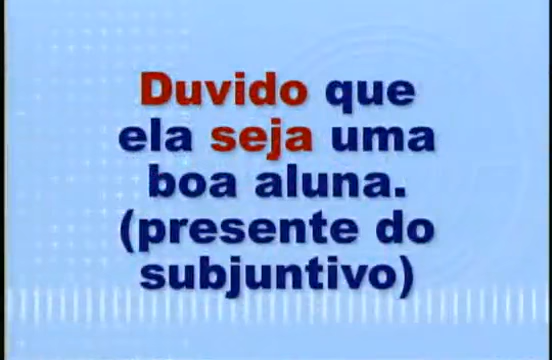 Duvido que
ela seja uma
boa aluna.
(presente do
subjuntivo)